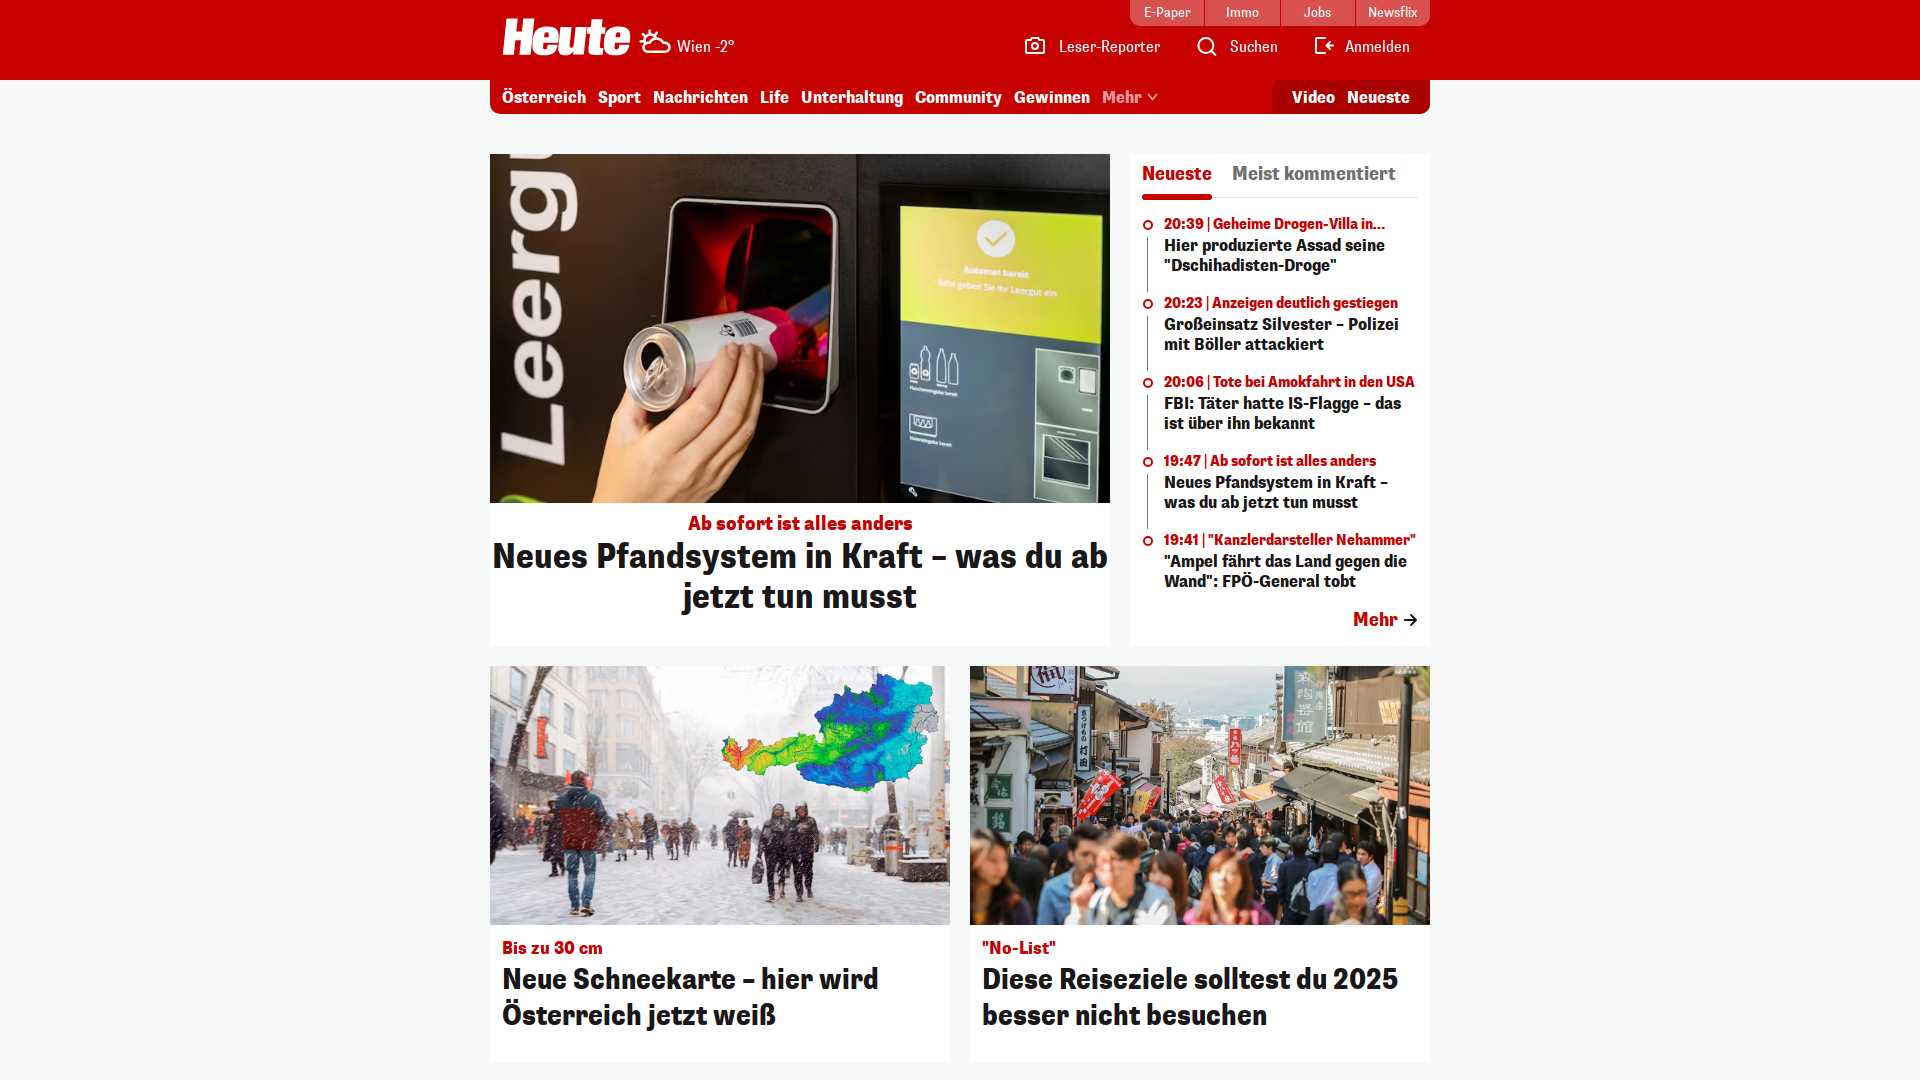 E-Paper
Immo
Jobs
Newsflix
Heute
Wien -2°
Leser-Reporter
Suchen
Anmelden
Österreich
Sport
Nachrichten
Life
Unterhaltung
Community
Gewinnen
Mehr
Video
Neueste
Leergu
Automat bereit
Bitte geben Sie Ihr Leergut ein
Ab sofort ist alles anders
Neues Pfandsystem in Kraft – was du ab
jetzt tun musst
Neueste
Meist kommentiert
20:39 | Geheime Drogen-Villa in...
Hier produzierte Assad seine
"Dschihadisten-Droge"
20:23 | Anzeigen deutlich gestiegen
Großeinsatz Silvester – Polizei
mit Böller attackiert
20:06 | Tote bei Amokfahrt in den USA
FBI: Täter hatte IS-Flagge – das
ist über ihn bekannt
19:47 | Ab sofort ist alles anders
Neues Pfandsystem in Kraft –
was du ab jetzt tun musst
19:41 | "Kanzlerdarsteller Nehammer"
"Ampel fährt das Land gegen die
Wand": FPÖ-General tobt
Mehr
Bis zu 30 cm
Neue Schneekarte – hier wird
Österreich jetzt weiß
"No-List"
Diese Reiseziele solltest du 2025
besser nicht besuchen